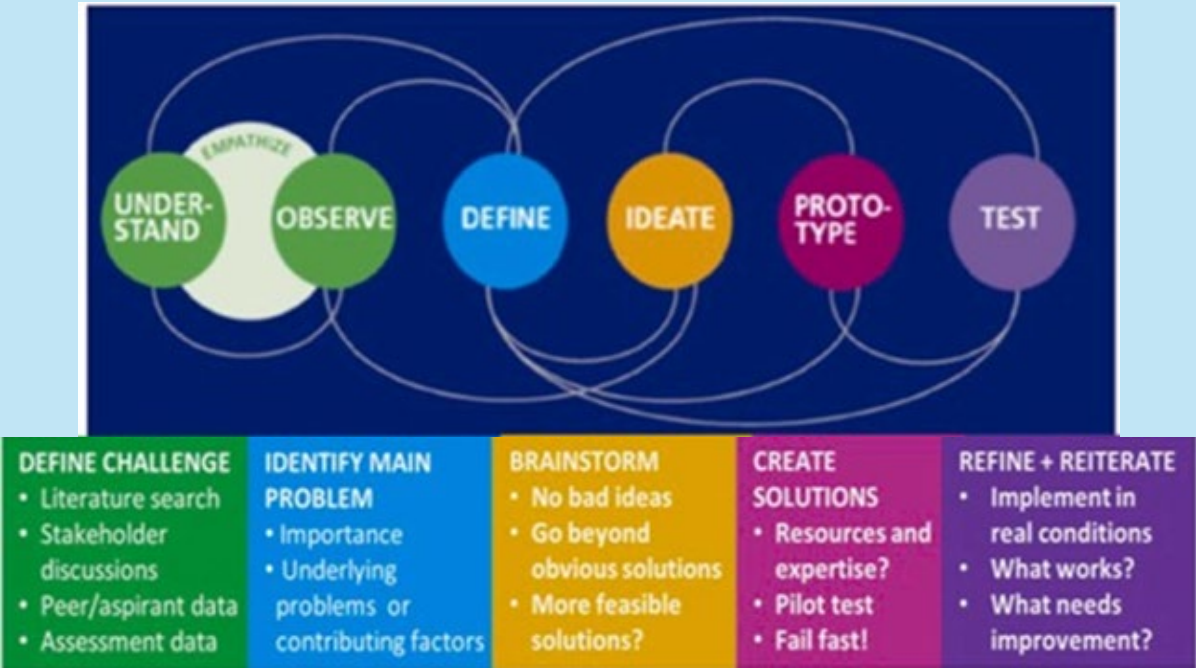 EMPATHIZE
UNDER-
STAND
OBSERVE
DEFINE
IDEATE
PROTO-
TYPE
TEST
DEFINE CHALLENGE
• Literature search
• Stakeholder
discussions
• Peer/aspirant data
• Assessment data
IDENTIFY MAIN
PROBLEM
• Importance
• Underlying
problems or
contributing factors
BRAINSTORM
• No bad ideas
• Go beyond
obvious solutions
• More feasible
solutions?
CREATE
SOLUTIONS
• Resources and
expertise?
• Pilot test
• Fail fast!
REFINE + REITERATE
• Implement in
real conditions
• What works?
• What needs
improvement?